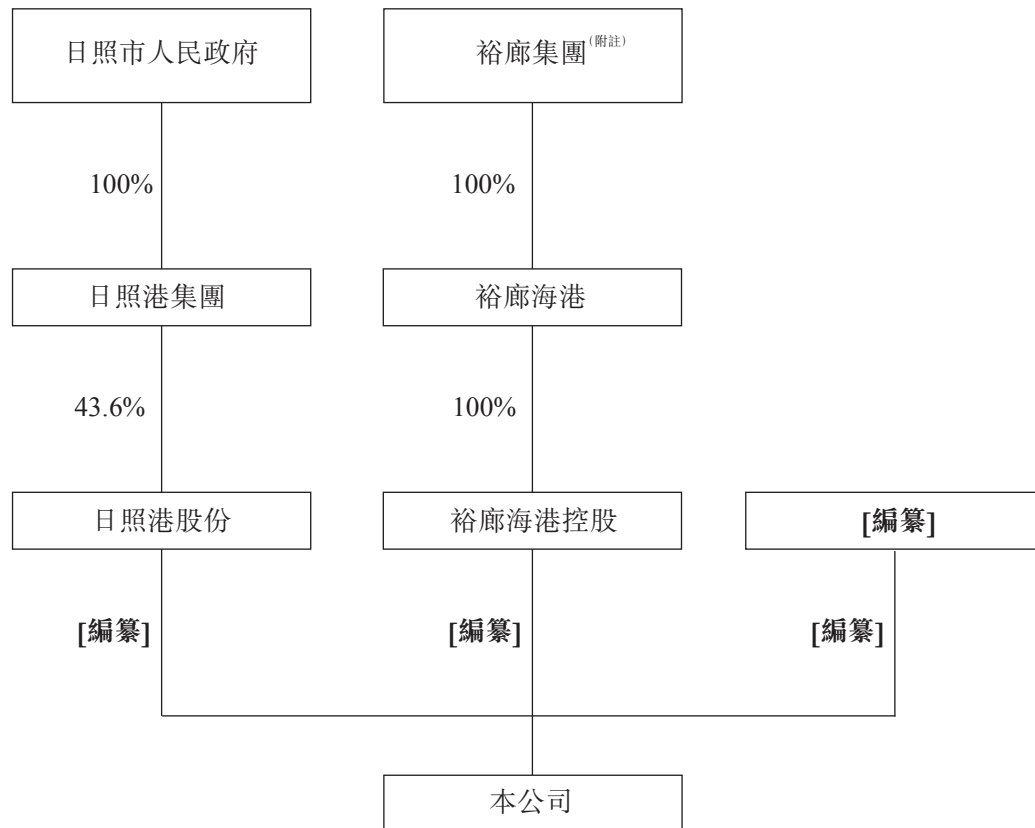 日照市人民政府
裕廊集團(附註)
100%
100%
日照港集團
裕廊海港
43.6%
100%
日照港股份
裕廊海港控股
[編纂]
[編纂]
[編纂]
[編纂]
本公司